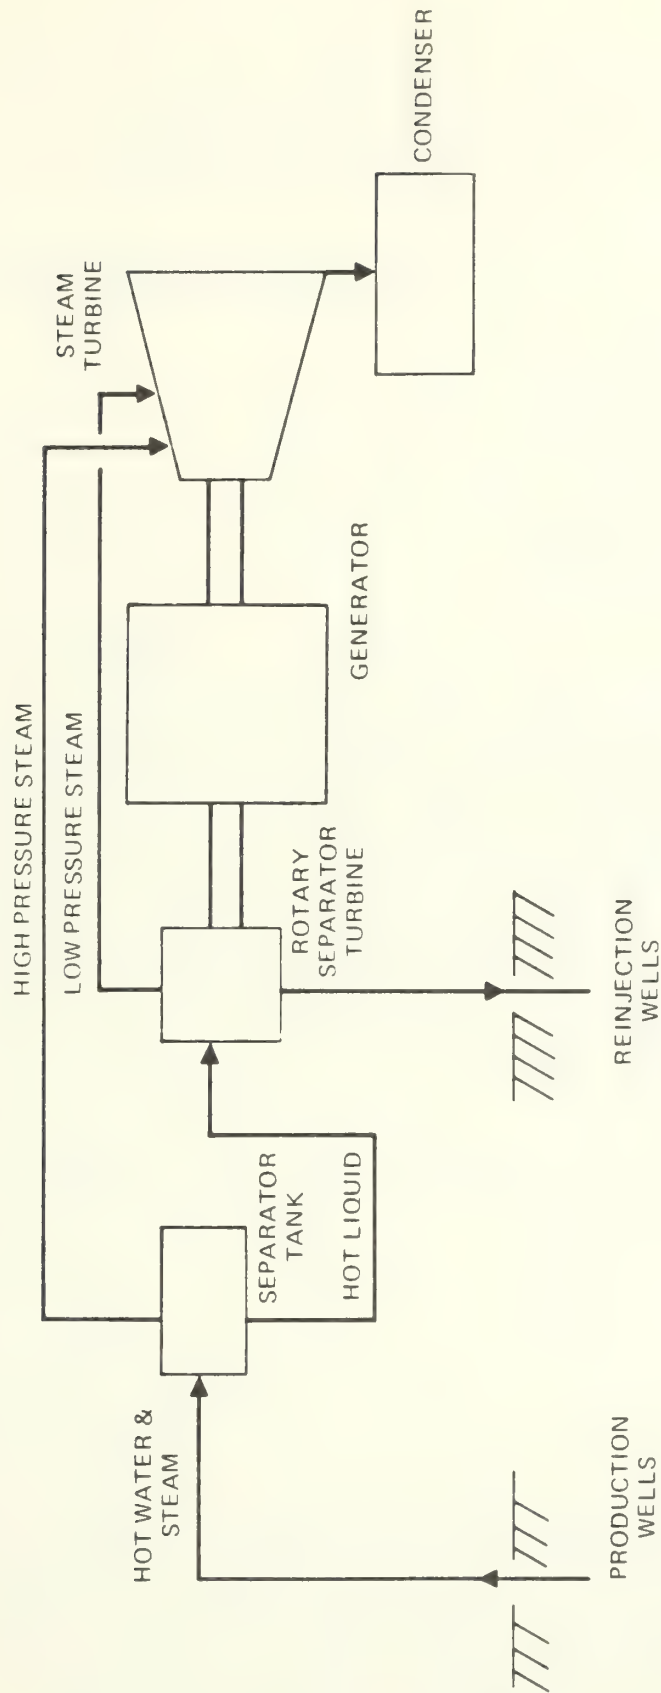 HIGH PRESSURE STEAM
LOW PRESSURE STEAM
STEAM
TURBINE
HOT WATER &
STEAM
SEPARATOR
TANK
HOT LIQUID
ROTARY
SEPARATOR
TURBINE
GENERATOR
CONDENSER
PRODUCTION
WELLS
REINJECTION
WELLS